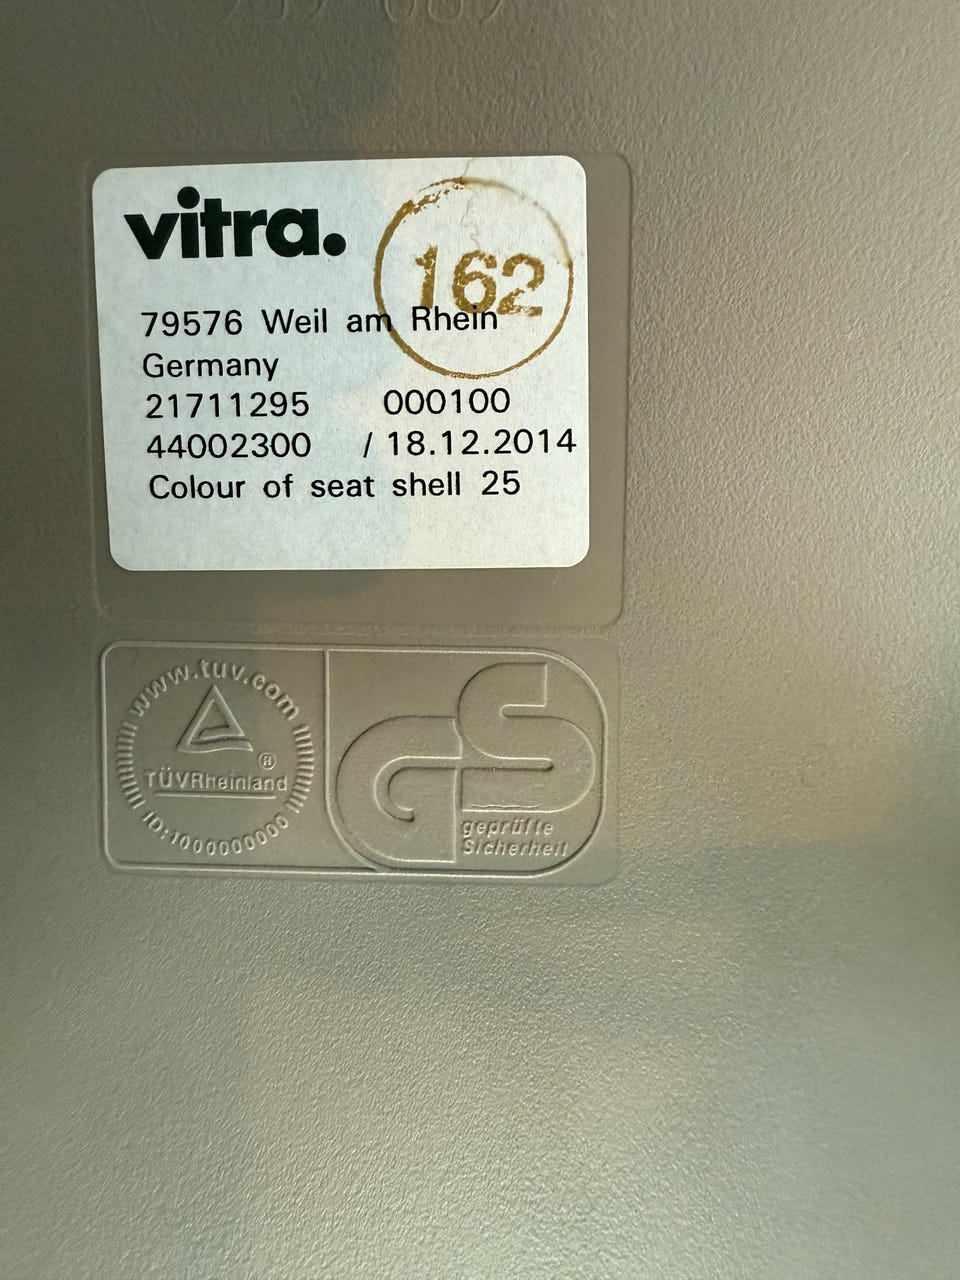 vitra.
162
79576 Weil am Rhein
Germany
21711295 000100
44002300 / 18.12.2014
Colour of seat shell 25
www.tuv.com
TÜVRheinland
®
ID:1000000000
GS
geprüfte
Sicherheit